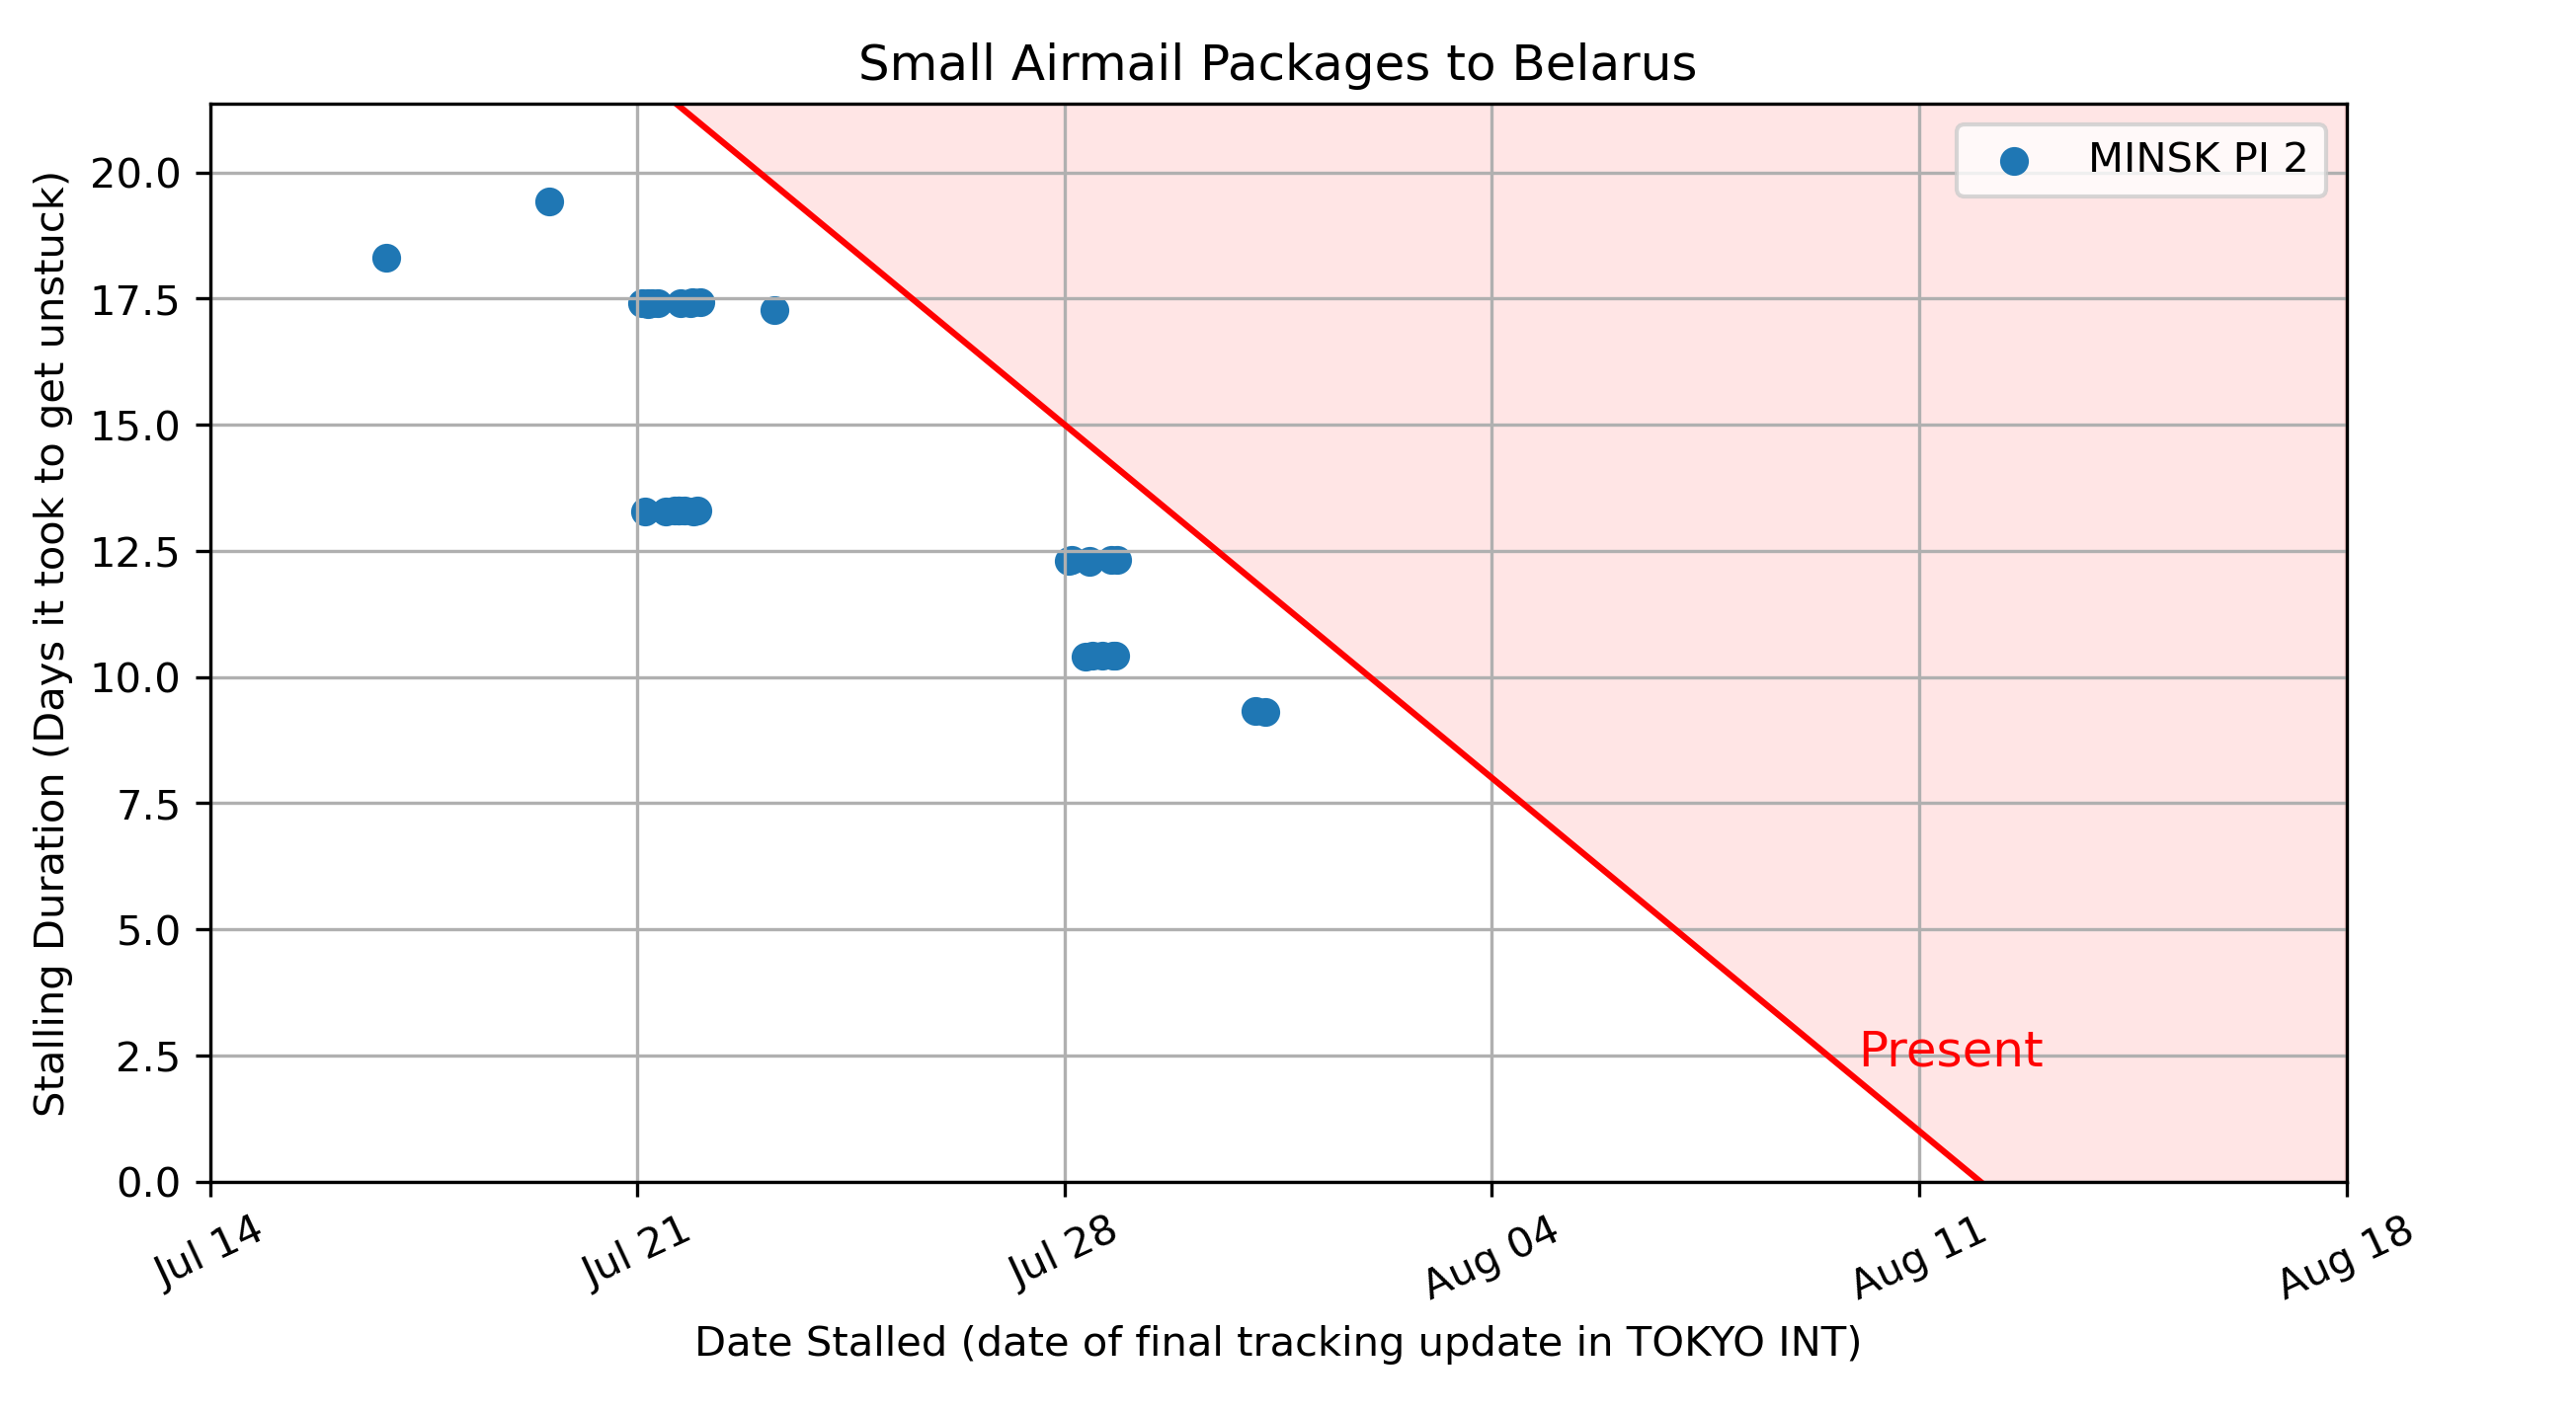 Small Airmail Packages to Belarus
MINSK PI 2
Stalling Duration (Days it took to get unstuck)
20.0
17.5
15.0
12.5
10.0
7.5
5.0
2.5
0.0
Present
Jul 14
Jul 21
Jul 28
Aug 04
Aug 11
Aug 18
Date Stalled (date of final tracking update in TOKYO INT)